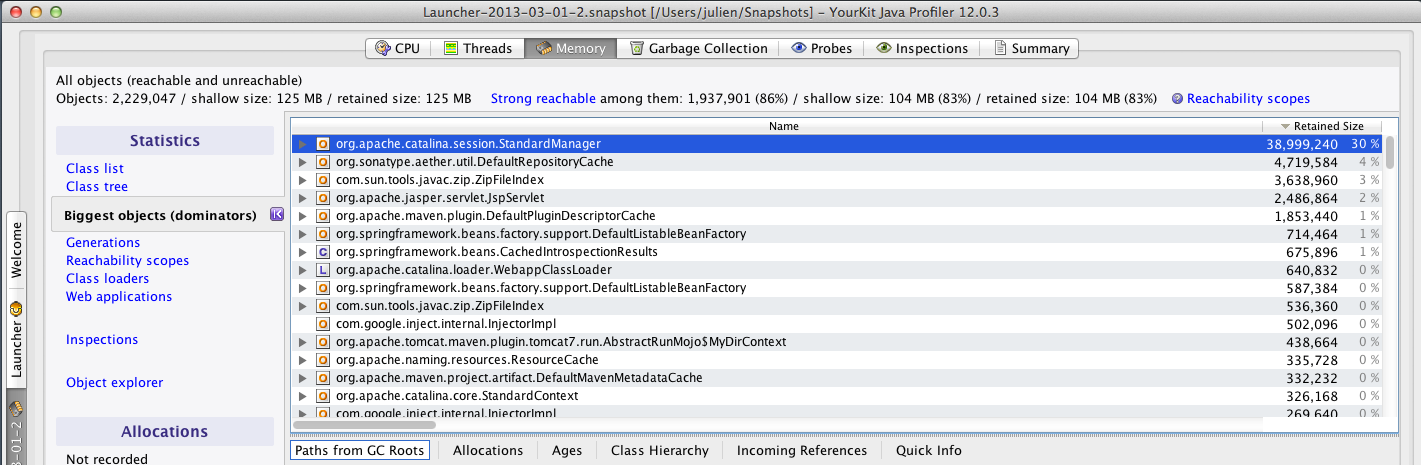 Launcher-2013-03-01-2.snapshot [/Users/julien/Snapshots] - YourKit Java Profiler 12.0.3
CPU Threads Memory Garbage Collection Probes Inspections Summary
All objects (reachable and unreachable)
Objects: 2,229,047 / shallow size: 125 MB / retained size: 125 MB Strong reachable among them: 1,937,901 (86%) / shallow size: 104 MB (83%) / retained size: 104 MB (83%) Reachability scopes
Statistics
Class list
Class tree
Biggest objects (dominators)
Generations
Reachability scopes
Class loaders
Web applications
Inspections
Object explorer
Allocations
Not recorded
Welcome
Launcher
3-01-2
Name Retained Size
org.apache.catalina.session.StandardManager 38,999,240 30 %
org.sonatype.aether.util.DefaultRepositoryCache 4,719,584 4 %
com.sun.tools.javac.zip.ZipFileIndex 3,638,960 3 %
org.apache.jasper.servlet.JspServlet 2,486,864 2 %
org.apache.maven.plugin.DefaultPluginDescriptorCache 1,853,440 1 %
org.springframework.beans.factory.support.DefaultListableBeanFactory 714,464 1 %
C org.springframework.beans.CachedIntrospectionResults 675,896 1 %
L org.apache.catalina.loader.WebappClassLoader 640,832 0 %
org.springframework.beans.factory.support.DefaultListableBeanFactory 587,384 0 %
com.sun.tools.javac.zip.ZipFileIndex 536,360 0 %
com.google.inject.internal.InjectorImpl 502,096 0 %
org.apache.tomcat.maven.plugin.tomcat7.run.AbstractRunMojo$MyDirContext 438,664 0 %
org.apache.naming.resources.ResourceCache 335,728 0 %
org.apache.maven.project.artifact.DefaultMavenMetadataCache 332,232 0 %
org.apache.catalina.core.StandardContext 326,168 0 %
com.google.inject.internal.InjectorImpl 269,640 0 %
Paths from GC Roots Allocations Ages Class Hierarchy Incoming References Quick Info